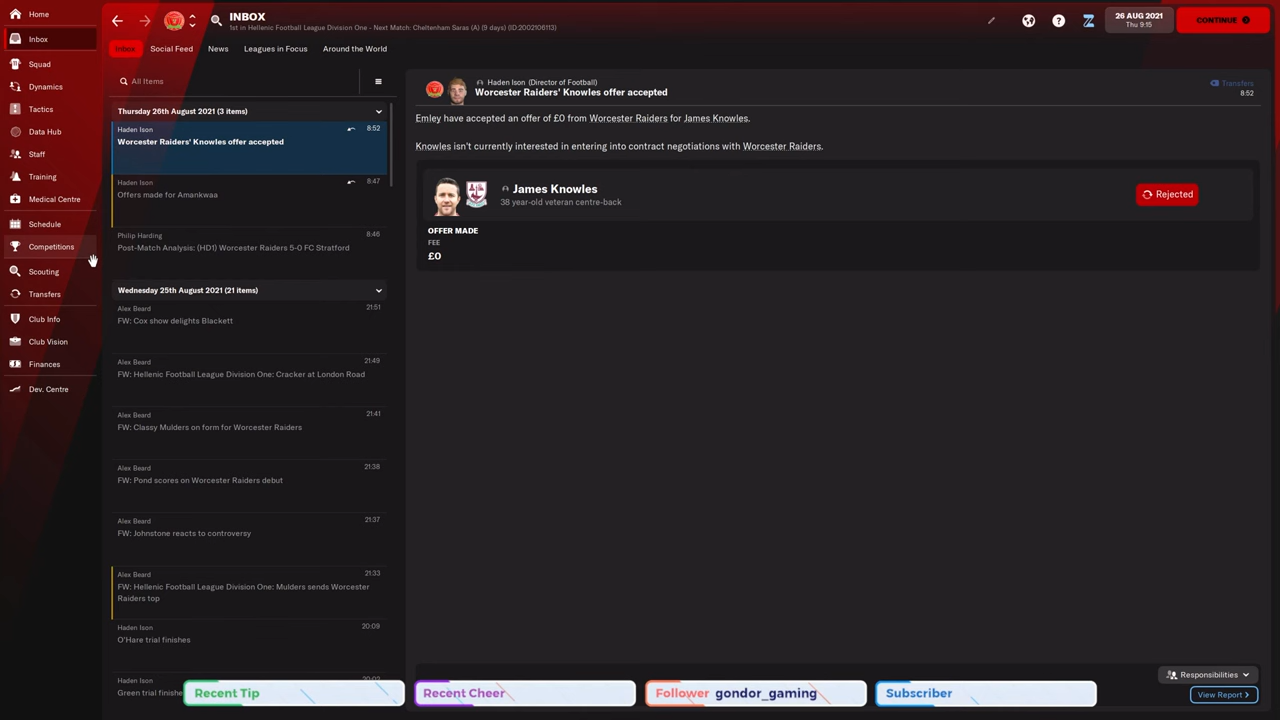 Home
Inbox
Squad
Dynamics
Tactics
Data Hub
Staff
Training
Medical Centre
Schedule
Competitions
Scouting
Transfers
Club Info
Club Vision
Finances
Dev. Centre
INBOX
1st in Hellenic Football League Division One - Next Match: Cheltenham Saras (A) (9 days) (ID:2002106113)
26 AUG 2021
Thu 9:15
CONTINUE
Inbox
Social Feed
News
Leagues in Focus
Around the World
All Items
Thursday 26th August 2021 (3 items)
Haden Ison 8:52
Worcester Raiders' Knowles offer accepted
Haden Ison 8:47
Offers made for Amankwaa
Philip Harding 8:46
Post-Match Analysis: (HD1) Worcester Raiders 5-0 FC Stratford
Wednesday 25th August 2021 (21 items)
Alex Beard 21:51
FW: Cox show delights Blackett
Alex Beard 21:49
FW: Hellenic Football League Division One: Cracker at London Road
Alex Beard 21:41
FW: Classy Mulders on form for Worcester Raiders
Alex Beard 21:38
FW: Pond scores on Worcester Raiders debut
Alex Beard 21:37
FW: Johnstone reacts to controversy
Alex Beard 21:33
FW: Hellenic Football League Division One: Mulders sends Worcester
Raiders top
Haden Ison 20:09
O'Hare trial finishes
Haden Ison
Green trial finishe
Haden Ison (Director of Football)
Worcester Raiders' Knowles offer accepted
Transfers
8:52
Emley have accepted an offer of £0 from Worcester Raiders for James Knowles.
Knowles isn't currently interested in entering into contract negotiations with Worcester Raiders.
James Knowles
38 year-old veteran centre-back
Rejected
OFFER MADE
FEE
£0
Responsibilities
View Report
Recent Tip
Recent Cheer
Follower gondor_gaming
Subscriber